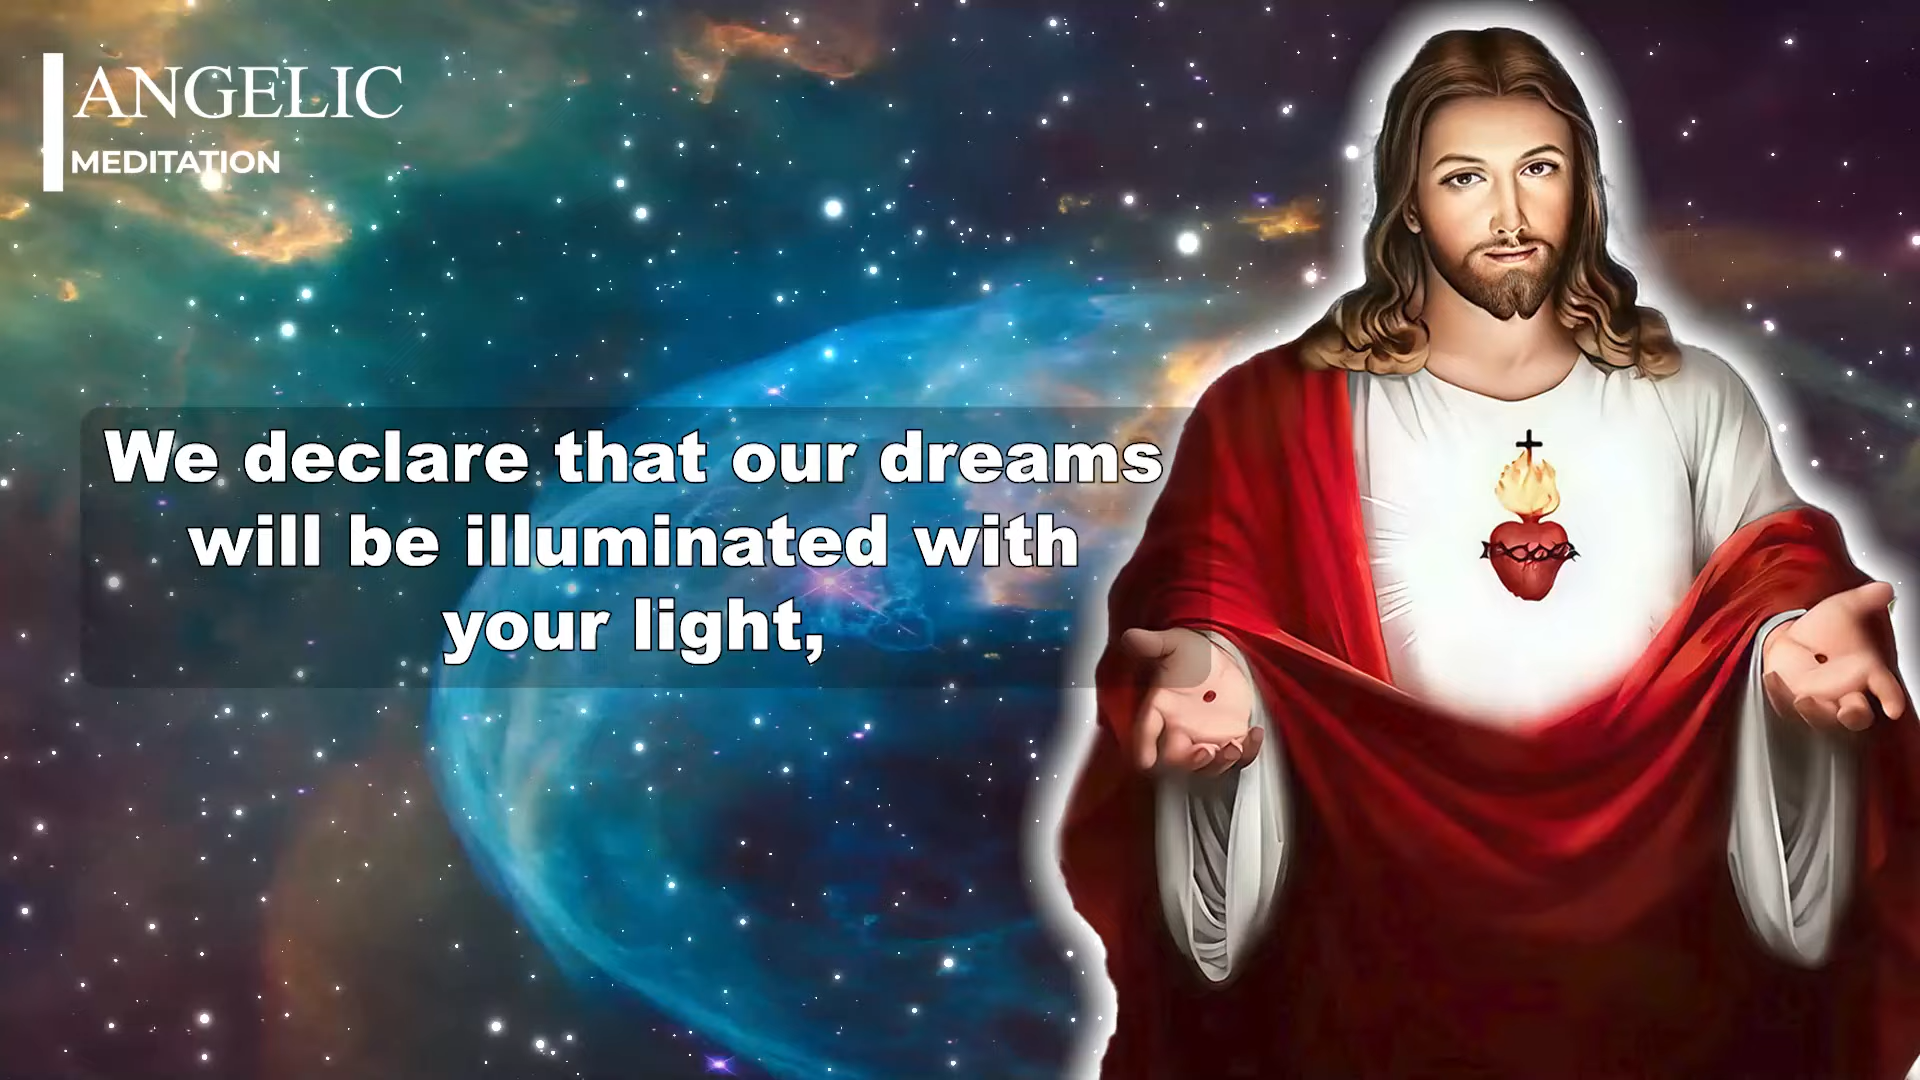 ANGELIC
MEDITATION
We declare that our dreams
will be illuminated with
your light,